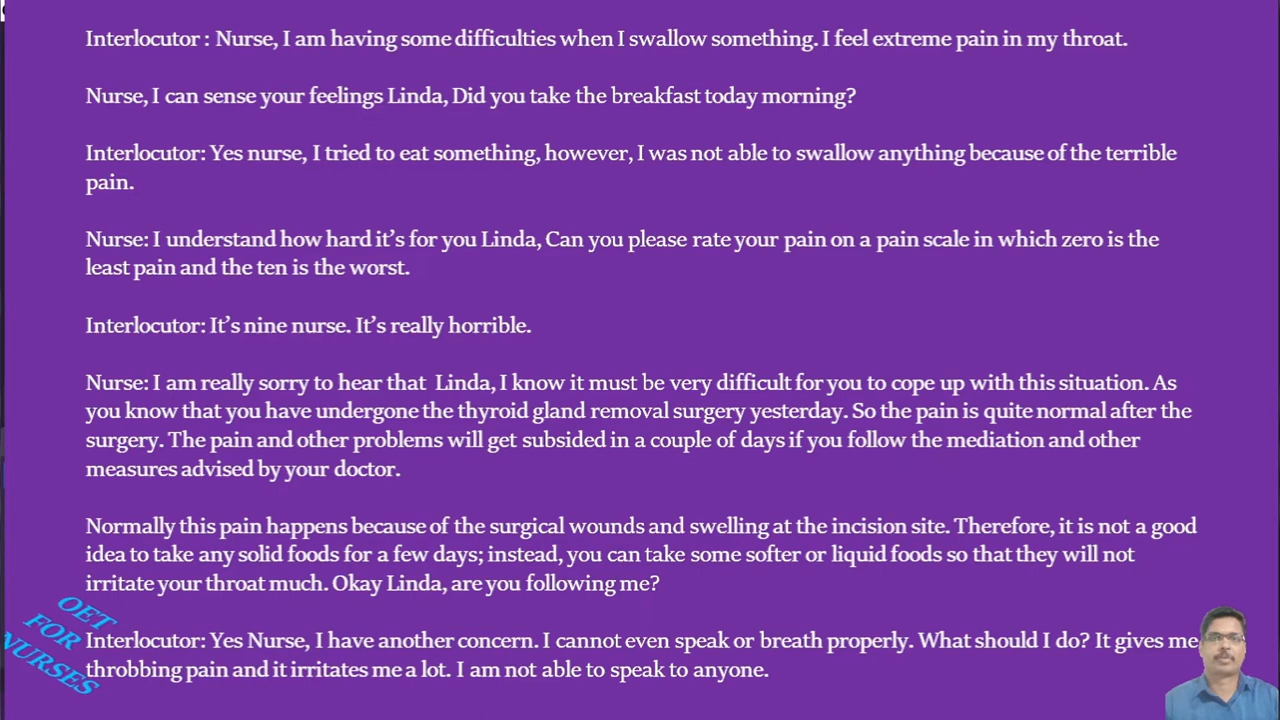 Interlocutor : Nurse, I am having some difficulties when I swallow something. I feel extreme pain in my throat.
Nurse, I can sense your feelings Linda, Did you take the breakfast today morning?
Interlocutor: Yes nurse, I tried to eat something, however, I was not able to swallow anything because of the terrible
pain.
Nurse: I understand how hard it's for you Linda, Can you please rate your pain on a pain scale in which zero is the
least pain and the ten is the worst.
Interlocutor: It's nine nurse. It's really horrible.
Nurse: I am really sorry to hear that Linda, I know it must be very difficult for you to cope up with this situation. As
you know that you have undergone the thyroid gland removal surgery yesterday. So the pain is quite normal after the
surgery. The pain and other problems will get subsided in a couple of days if you follow the mediation and other
measures advised by your doctor.
Normally this pain happens because of the surgical wounds and swelling at the incision site. Therefore, it is not a good
idea to take any solid foods for a few days; instead, you can take some softer or liquid foods so that they will not
irritate your throat much. Okay Linda, are you following me?
Interlocutor: Yes Nurse, I have another concern. I cannot even speak or breath properly. What should I do? It gives me
throbbing pain and it irritates me a lot. I am not able to speak to anyone.
OET
FOR
NURSES